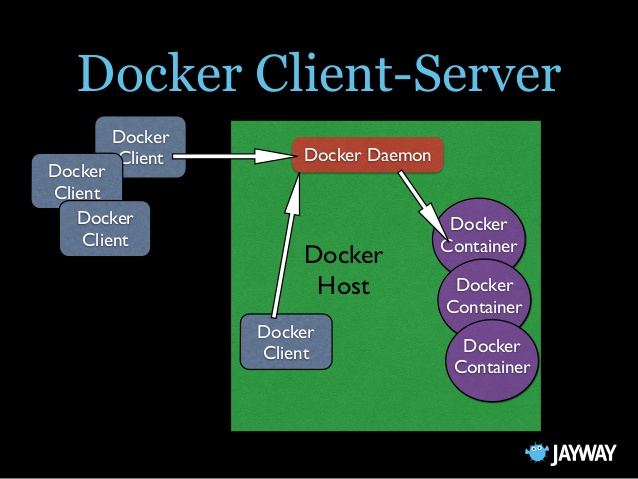 Docker Client-Server
Docker
Client
Docker
Client
Docker
Client
Docker Daemon
Docker
Container
Docker
Host
Docker
Container
Docker
Client
Docker
Container
JAYWAY